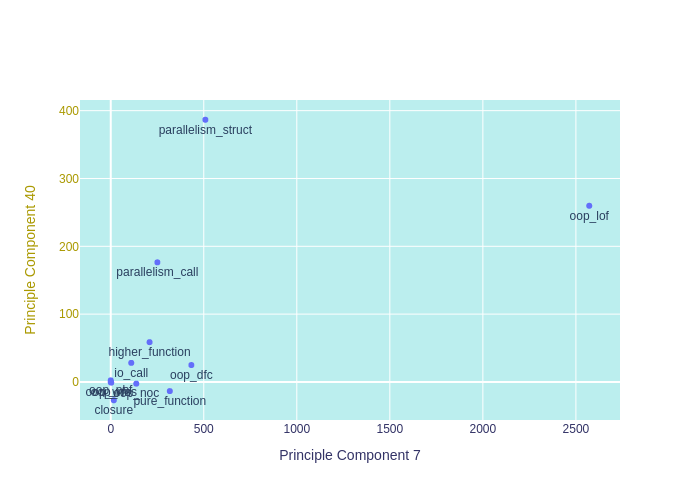 400
parallelism_struct
300
oop_lof
200
parallelism_call
100
higher_function
io_call
oop_dfc
0
oop_noc
pure_function
closure
0
500
1000
1500
2000
2500
Principle Component 7
Principle Component 40